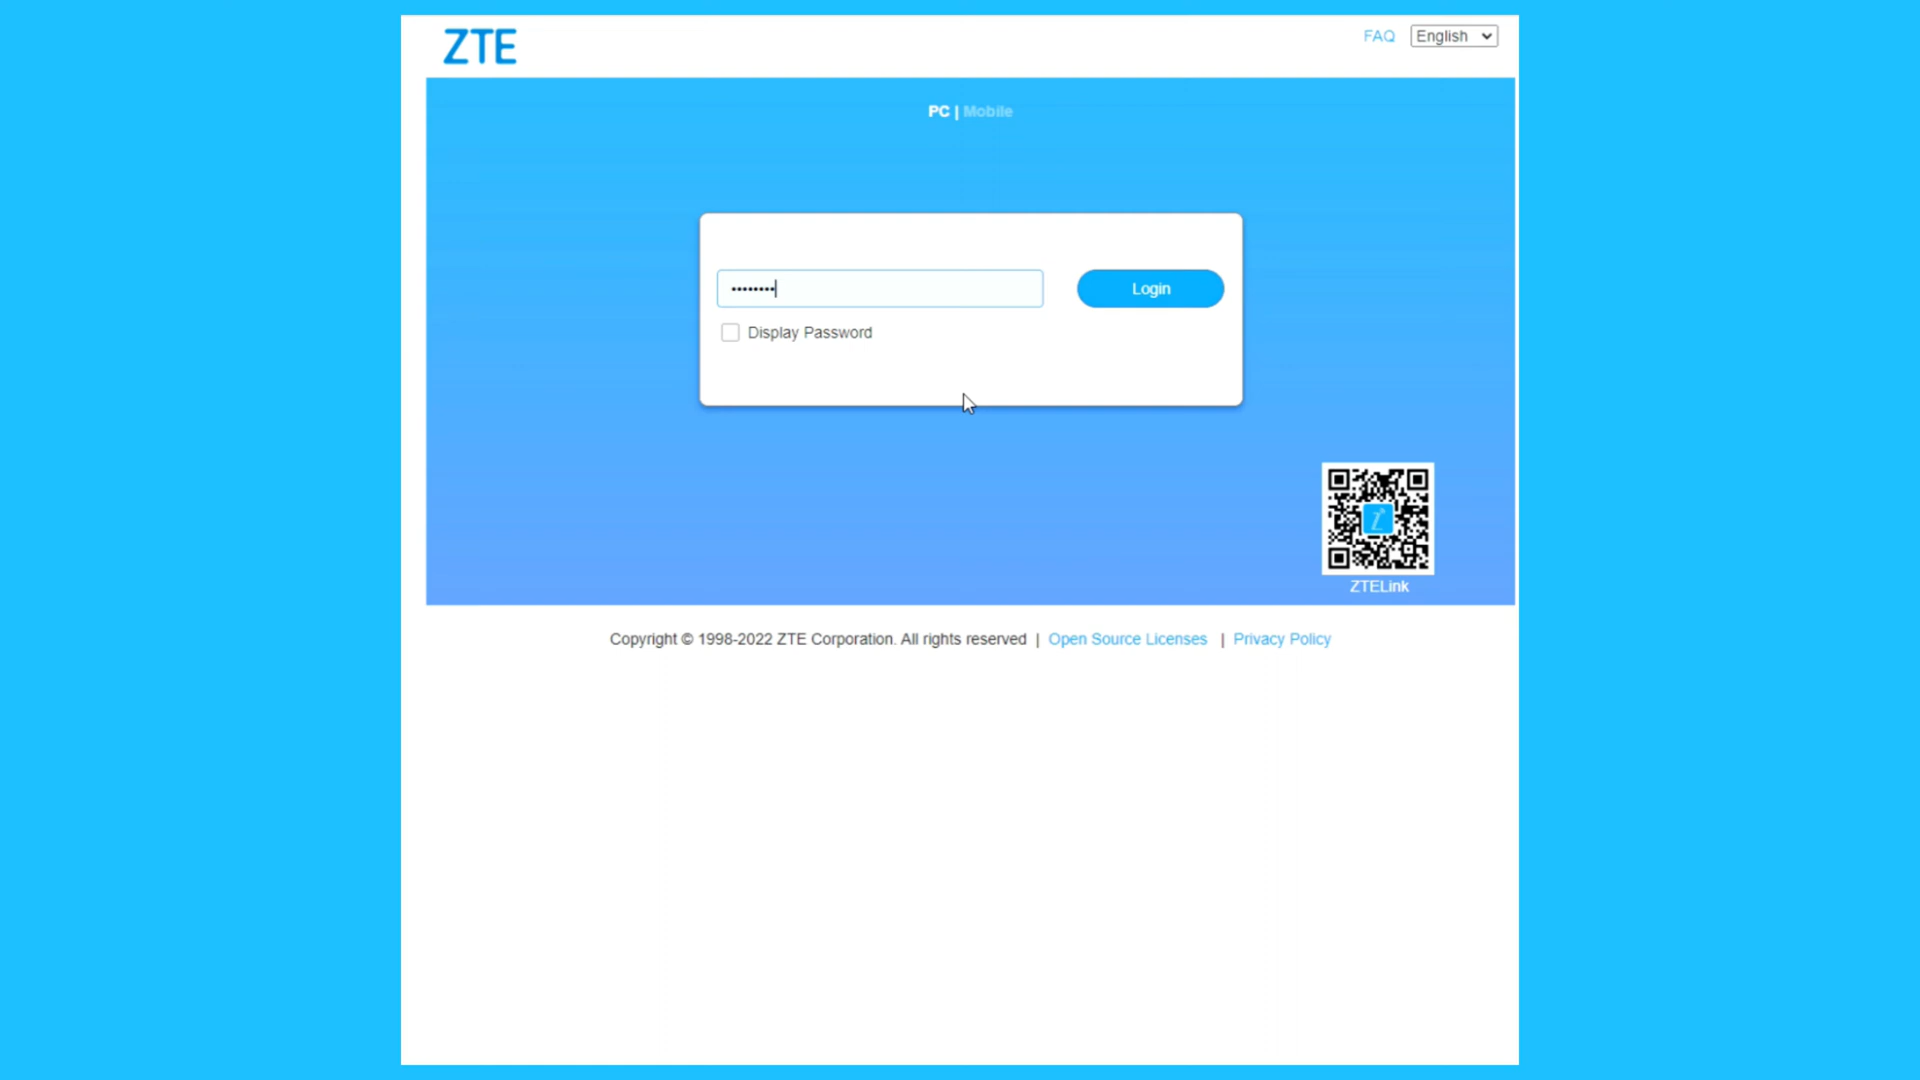 ZTE
FAQ English
PC | Mobile
••••••••
Login
Display Password
ZTELink
Copyright © 1998-2022 ZTE Corporation. All rights reserved | Open Source Licenses | Privacy Policy